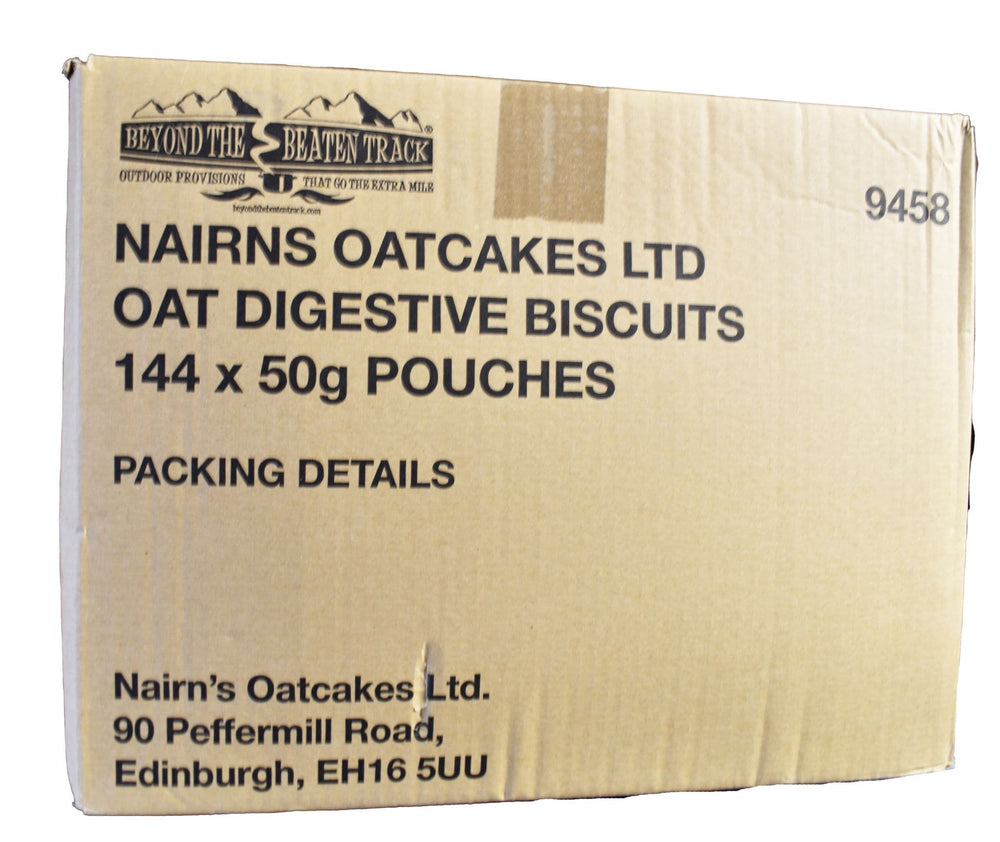 BEYOND THE BEATEN TRACK®
OUTDOOR PROVISIONS THAT GO THE EXTRA MILE
beyondthebeatentrack.com
9458
NAIRNS OATCAKES LTD
OAT DIGESTIVE BISCUITS
144 x 50g POUCHES
PACKING DETAILS
Nairn's Oatcakes Ltd.
90 Peffermill Road,
Edinburgh, EH16 5UU